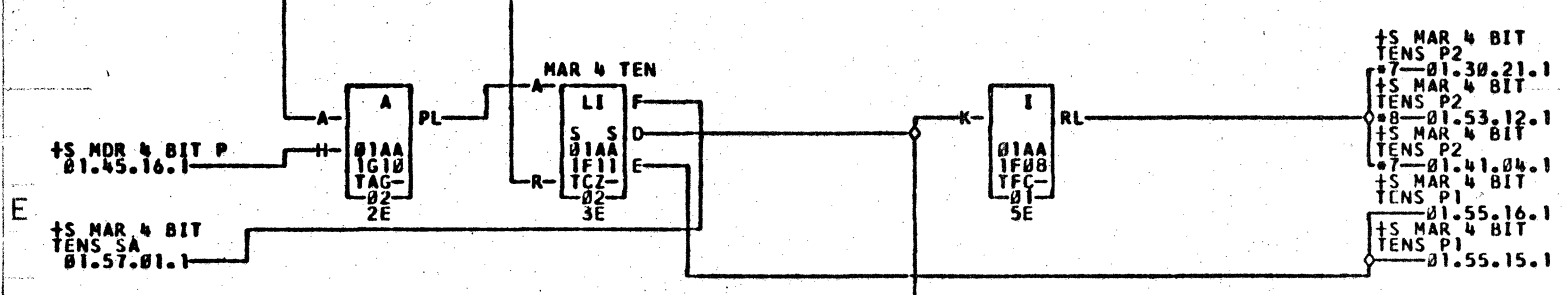 MAR 4 TEN
A
A
PL
H
01AA
1G10
TAG
02
2E
+S MDR 4 BIT P
01.45.16.1
E
+S MAR 4 BIT
TENS SA
01.57.01.1
A
LI
F
S S D
01AA
1F11 E
R TCZ
02
3E
I
K
RL
01AA
1F08
TFC
01
5E
+S MAR 4 BIT
TENS P2
*7 01.30.21.1
+S MAR 4 BIT
TENS P2
*8 01.53.12.1
+S MAR 4 BIT
TENS P2
*7 01.41.04.1
+S MAR 4 BIT
TENS P1
01.55.16.1
+S MAR 4 BIT
TENS P1
01.55.15.1